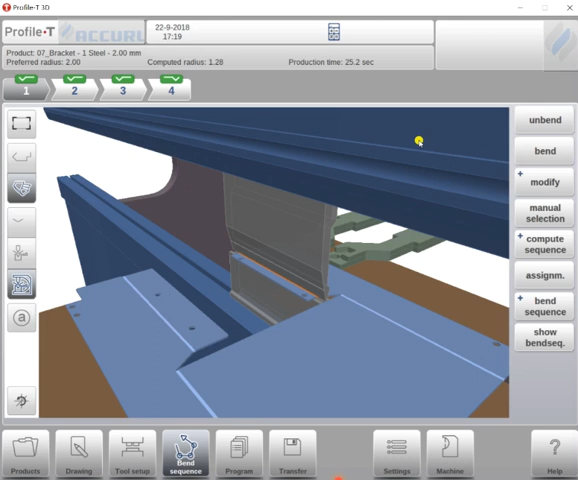 Profile-T 3D
Profile-T
ACCURL
22-9-2018
17:19
Product: 07_Bracket - 1 Steel - 2.00 mm
Preferred radius: 2.00
Computed radius: 1.28
Production time: 25.2 sec
1
2
3
4
unbend
bend
+
modify
manual
selection
+
compute
sequence
assignm.
+
bend
sequence
show
bendseq.
a
Products
Drawing
Tool setup
Bend
sequence
Program
Transfer
Settings
Machine
?
Help